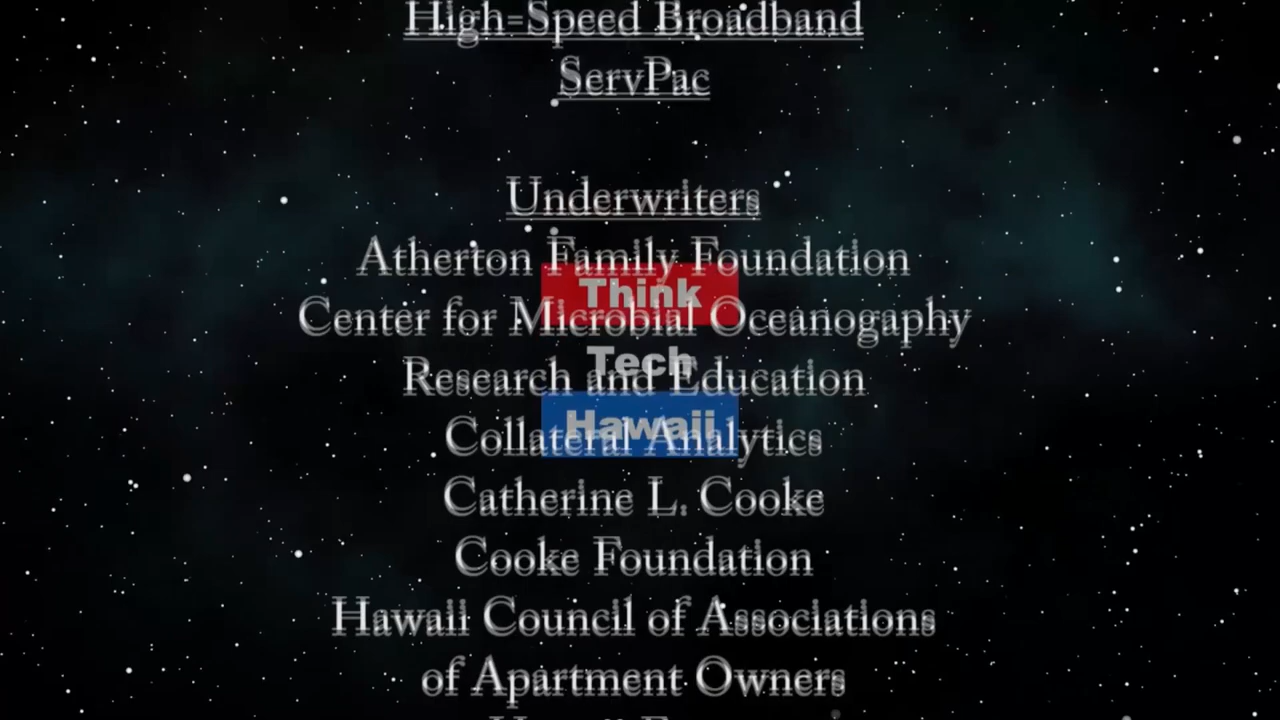 High-Speed Broadband
ServPac
Underwriters
Atherton Family Foundation
Think
Center for Microbial Oceanogaphy
Tech
Research and Education
Hawaii
Collateral Analytics
Catherine L. Cooke
Cooke Foundation
Hawaii Council of Associations
of Apartment Owners